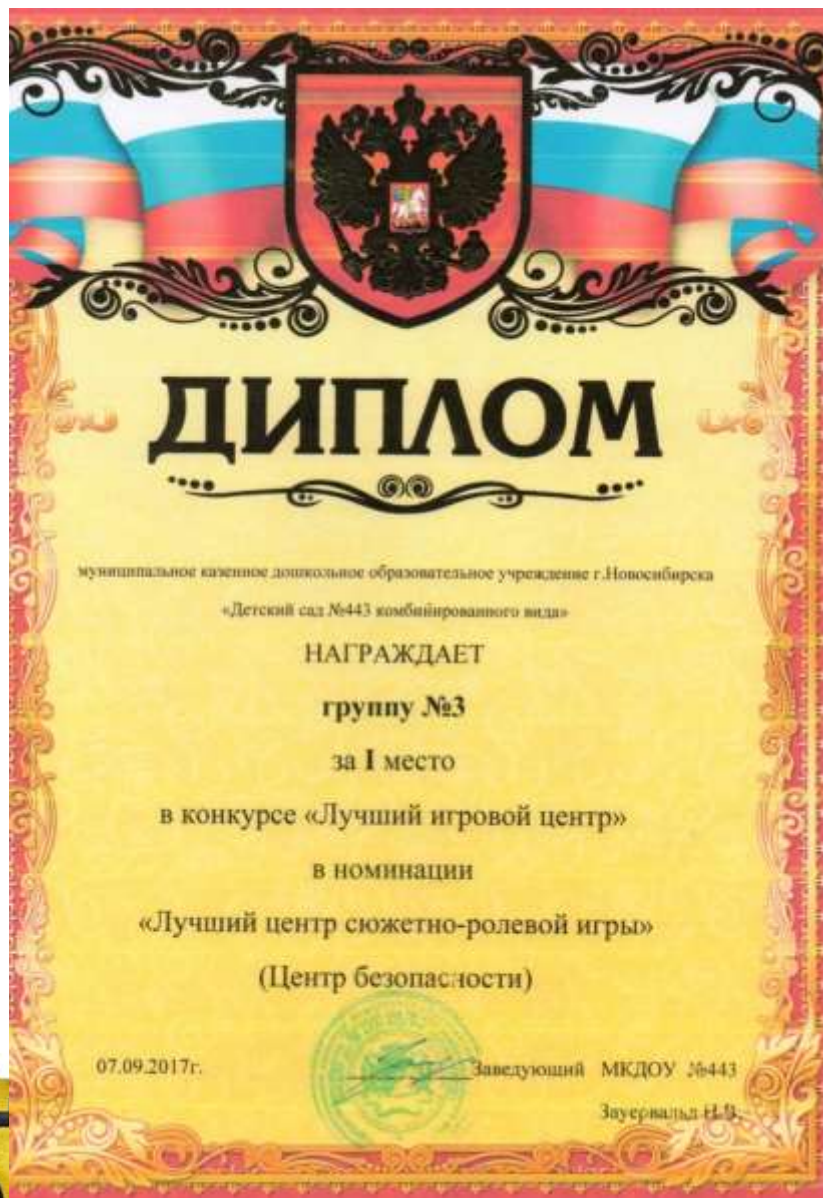 ДИПЛОМ
муниципальное казенное дошкольное образовательное учреждение г.Новосибирска
«Детский сад №443 комбинированного вида»
НАГРАЖДАЕТ
группу №3
за I место
в конкурсе «Лучший игровой центр»
в номинации
«Лучший центр сюжетно-ролевой игры»
(Центр безопасности)
07.09.2017г.
Заведующий МКДОУ №443
Зауервальд Н.В.